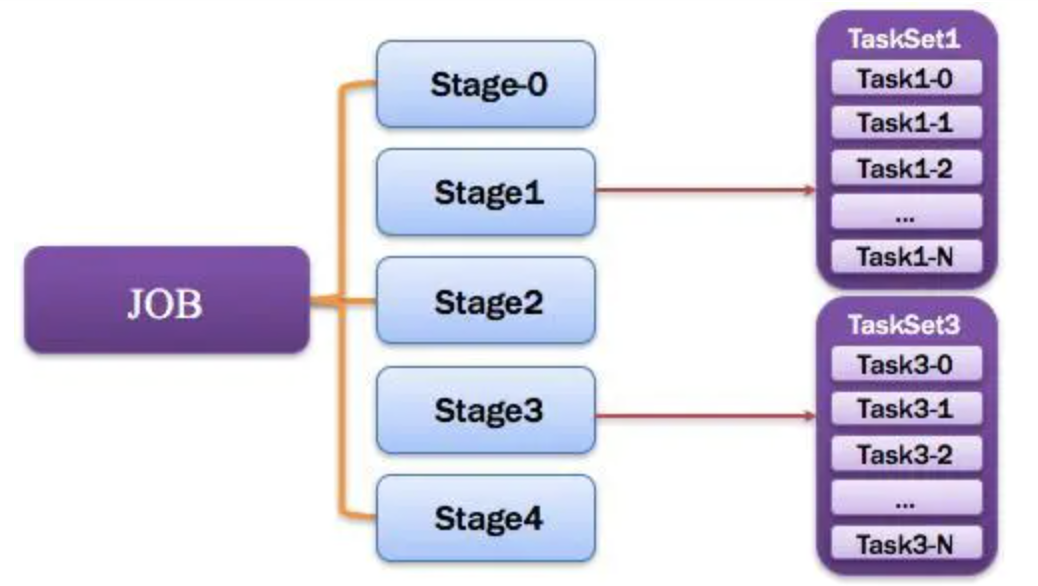 JOB
Stage-0
Stage1
Stage2
Stage3
Stage4
TaskSet1
Task1-0
Task1-1
Task1-2
...
Task1-N
TaskSet3
Task3-0
Task3-1
Task3-2
...
Task3-N